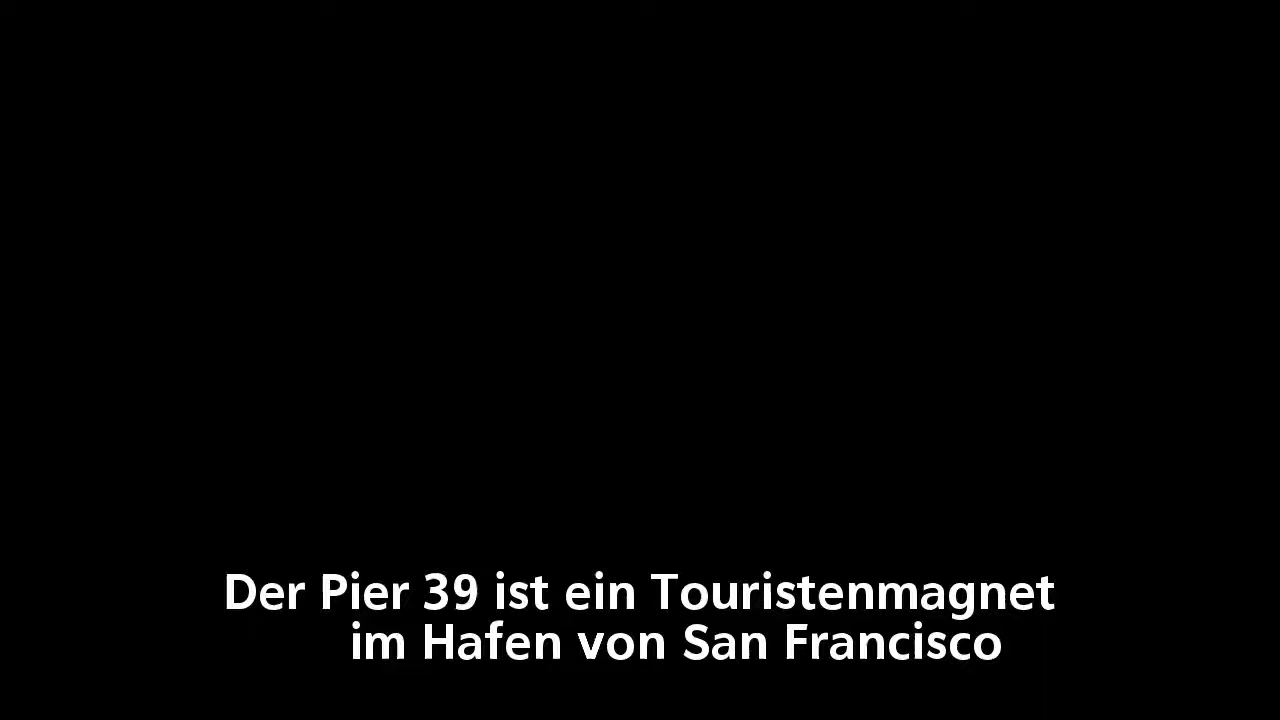 Der Pier 39 ist ein Touristenmagnet
im Hafen von San Francisco